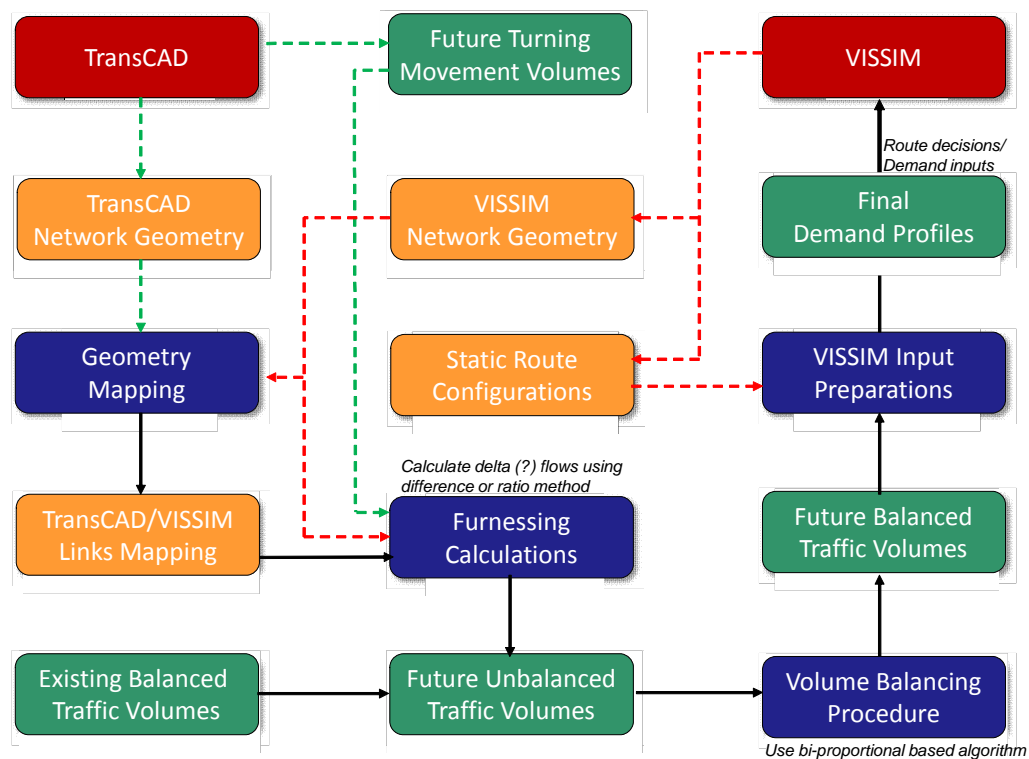 TransCAD
Future Turning
Movement Volumes
VISSIM
Route decisions/
Demand inputs
TransCAD
Network Geometry
VISSIM
Network Geometry
Final
Demand Profiles
Geometry
Mapping
Static Route
Configurations
VISSIM Input
Preparations
Calculate delta (?) flows using
difference or ratio method
TransCAD/VISSIM
Links Mapping
Furnessing
Calculations
Future Balanced
Traffic Volumes
Existing Balanced
Traffic Volumes
Future Unbalanced
Traffic Volumes
Volume Balancing
Procedure
Use bi-proportional based algorithm